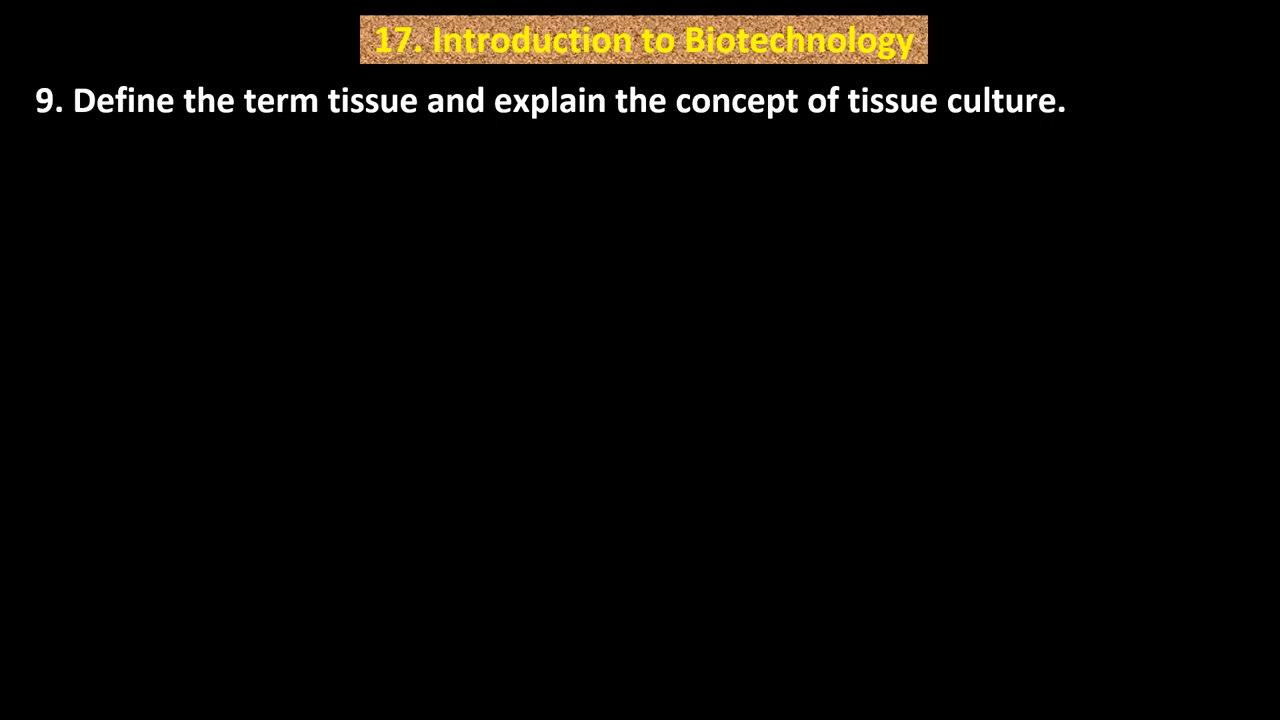 17. Introduction to Biotechnology
9. Define the term tissue and explain the concept of tissue culture.